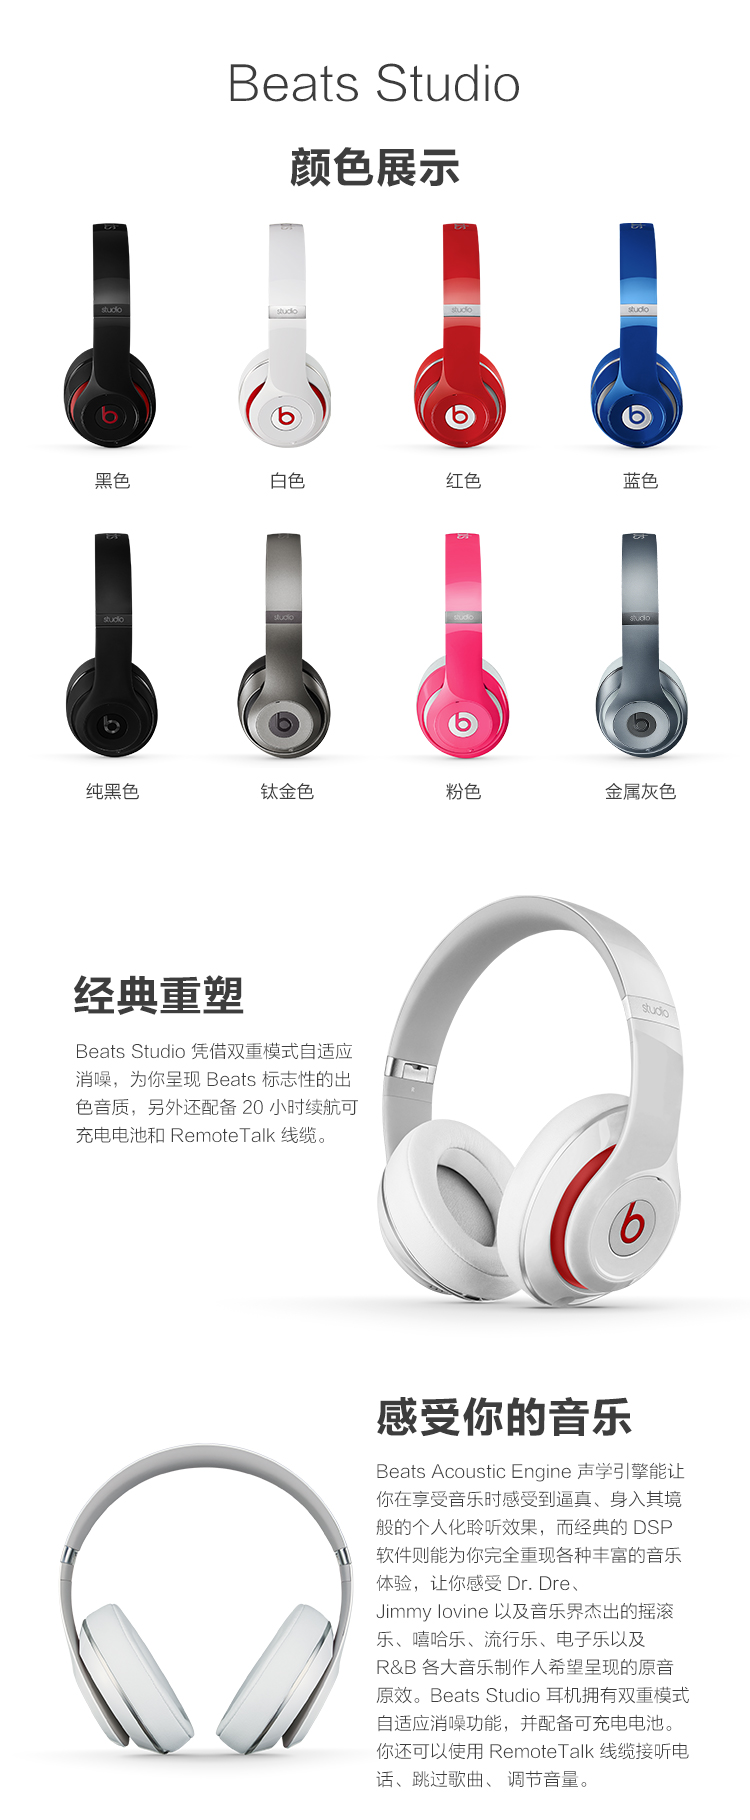 Beats Studio
颜色展示
studio studio studio studio
黑色 白色 红色 蓝色
studio studio studio studio
纯黑色 钛金色 粉色 金属灰色
studio
经典重塑
Beats Studio 凭借双重模式自适应
消噪，为你呈现 Beats 标志性的出
色音质，另外还配备 20 小时续航可
充电电池和 RemoteTalk 线缆。
感受你的音乐
Beats Acoustic Engine 声学引擎能让
你在享受音乐时感受到逼真、身入其境
般的个人化聆听效果，而经典的 DSP
软件则能为你完全重现各种丰富的音乐
体验，让你感受 Dr. Dre、
Jimmy Iovine 以及音乐界杰出的摇滚
乐、嘻哈乐、流行乐、电子乐以及
R&B 各大音乐制作人希望呈现的原音
原效。Beats Studio 耳机拥有双重模式
自适应消噪功能，并配备可充电电池。
你还可以使用 RemoteTalk 线缆接听电
话、跳过歌曲、 调节音量。